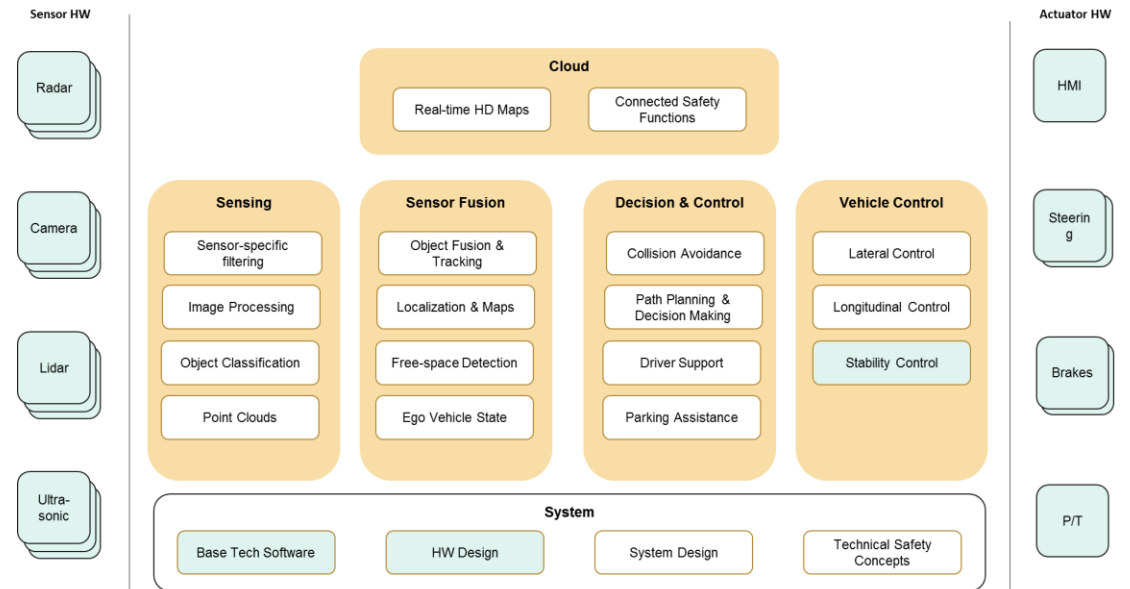 Sensor HW
Actuator HW
Radar
Camera
Lidar
Ultra-
sonic
Cloud
Real-time HD Maps
Connected Safety
Functions
Sensing
Sensor-specific
filtering
Image Processing
Object Classification
Point Clouds
Sensor Fusion
Object Fusion &
Tracking
Localization & Maps
Free-space Detection
Ego Vehicle State
Decision & Control
Collision Avoidance
Path Planning &
Decision Making
Driver Support
Parking Assistance
Vehicle Control
Lateral Control
Longitudinal Control
Stability Control
System
Base Tech Software
HW Design
System Design
Technical Safety
Concepts
HMI
Steerin
g
Brakes
P/T